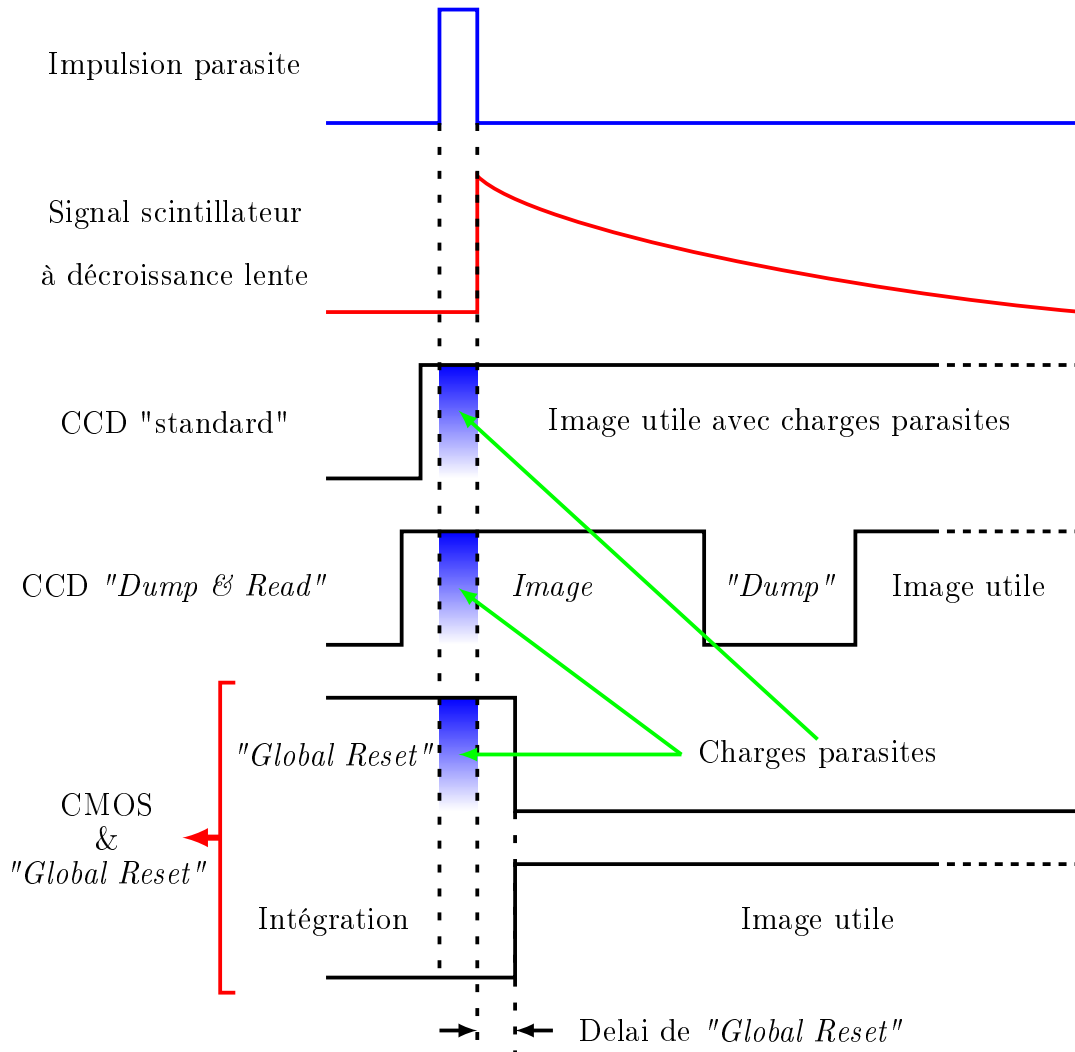 Impulsion parasite
Signal scintillateur
à décroissance lente
CCD "standard"
Image utile avec charges parasites
CCD "Dump & Read"
Image
"Dump"
Image utile
"Global Reset"
Charges parasites
CMOS
&
"Global Reset"
Intégration
Image utile
Delai de "Global Reset"